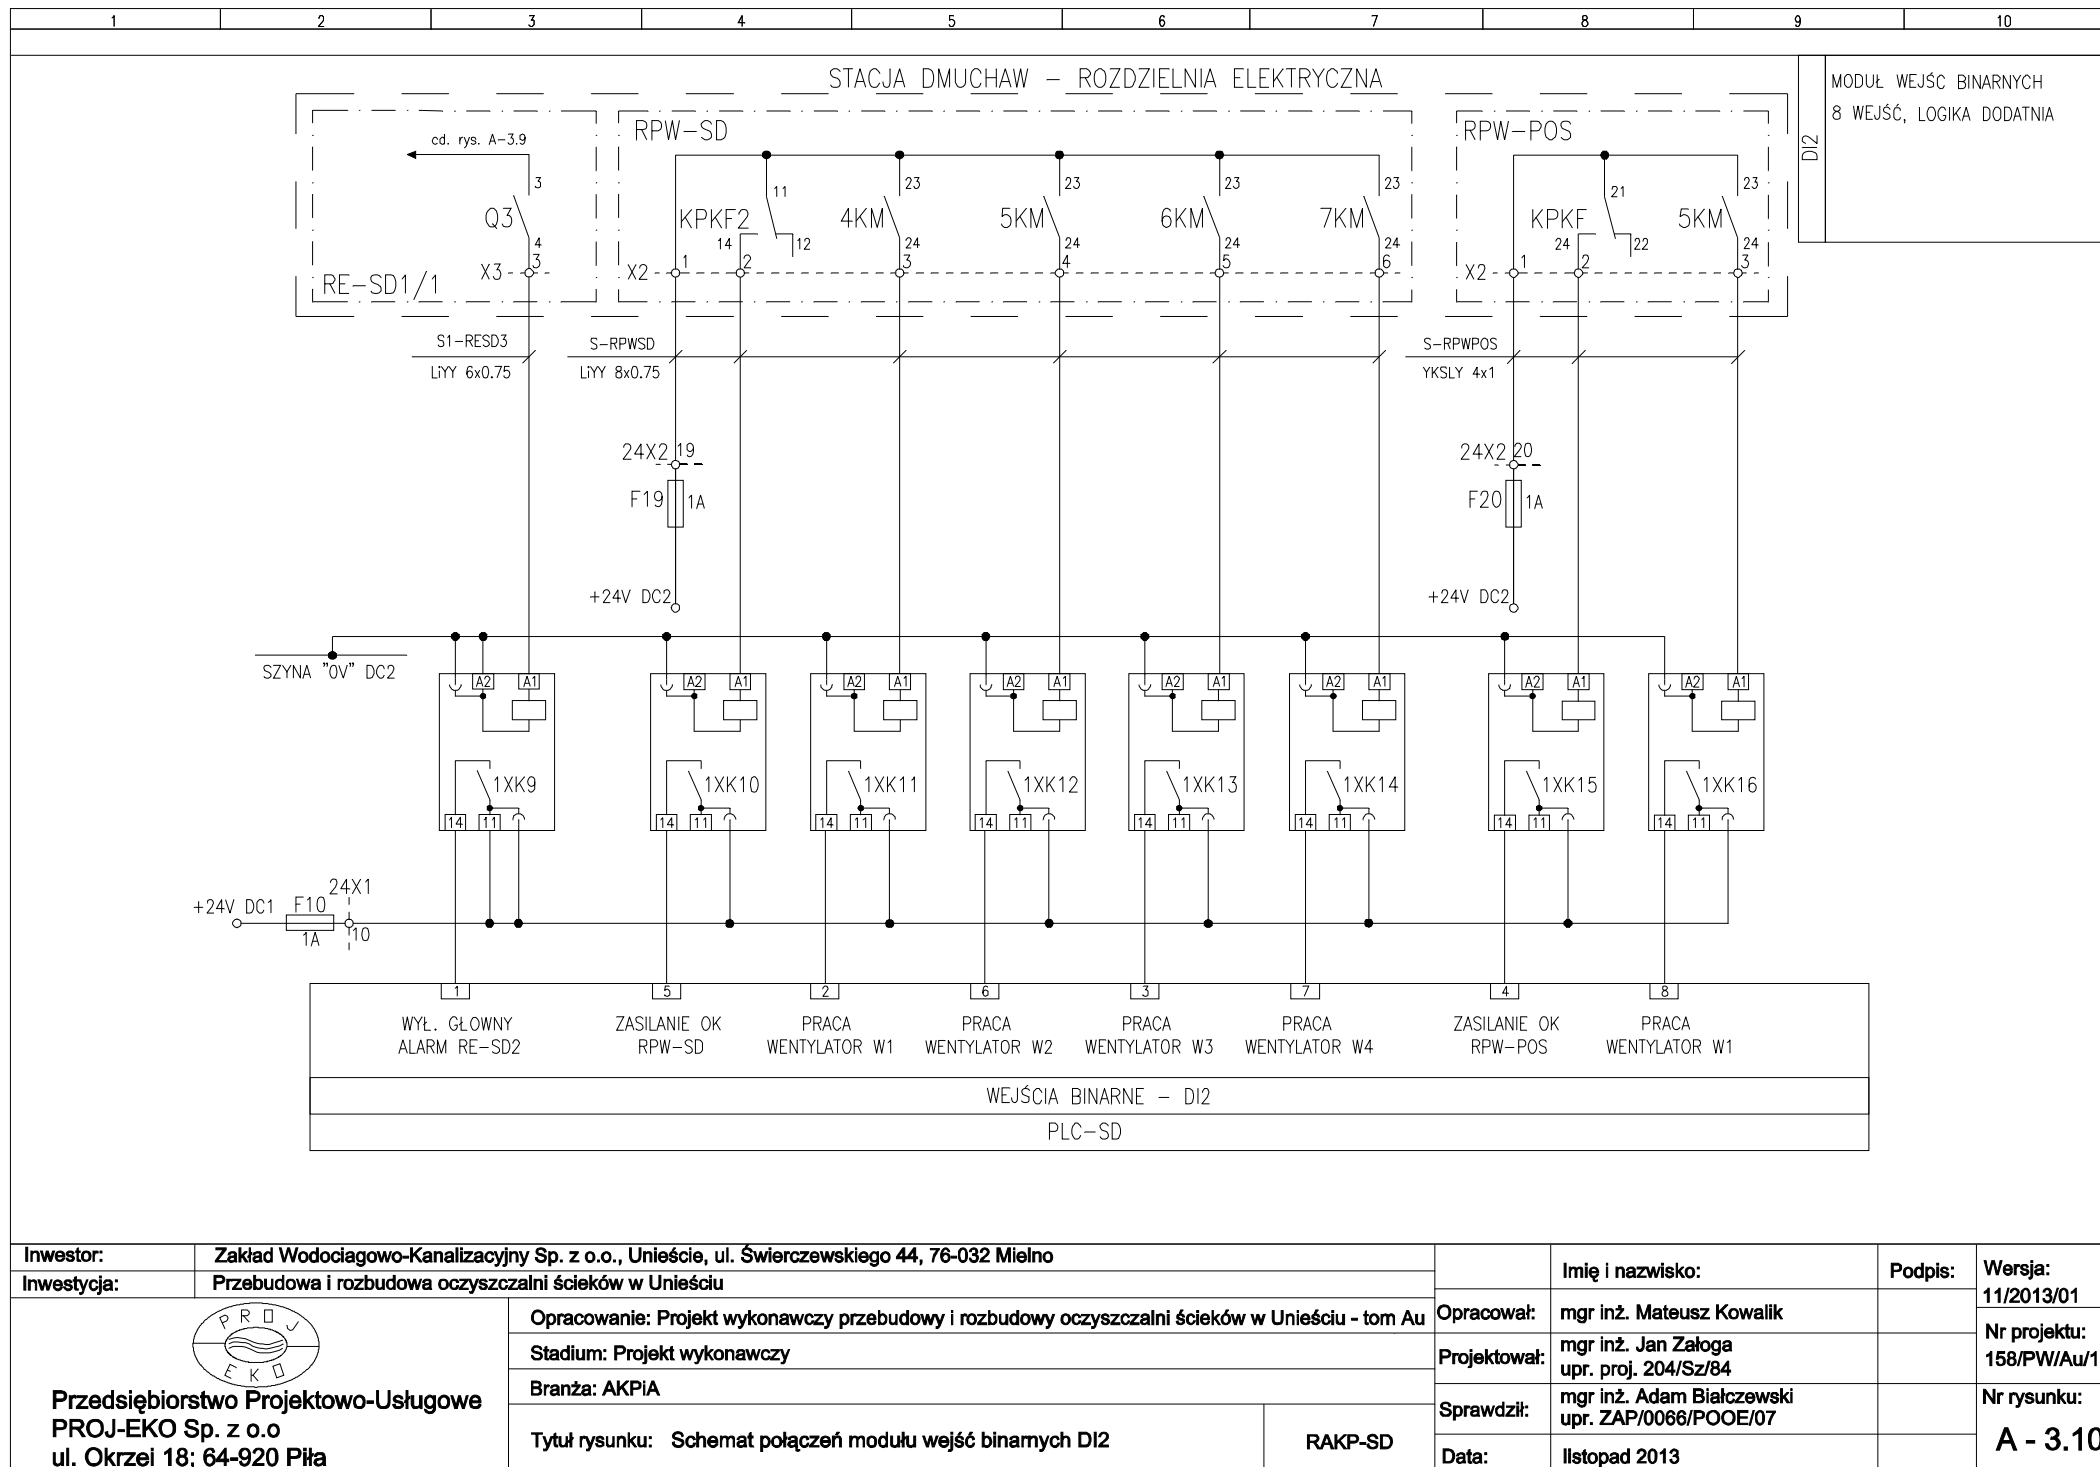 1 2 3 4 5 6 7 8 9 10
STACJA DMUCHAW – ROZDZIELNIA ELEKTRYCZNA
MODUŁ WEJŚC BINARNYCH
8 WEJŚĆ, LOGIKA DODATNIA
DI2
cd. rys. A–3.9
RPW–SD
RPW–POS
3 11 23 23 23 23 21 23
Q3 KPKF2 4KM 5KM 6KM 7KM KPKF 5KM
4 14 12 24 24 24 24 24 22 24
X3 3 X2 1 2 3 4 5 6 X2 1 2 3
RE–SD1/1
S1–RESD3 S–RPWSD S–RPWPOS
LiYY 6x0.75 LiYY 8x0.75 YKSLY 4x1
24X2 19 24X2 20
F19 1A F20 1A
+24V DC2 +24V DC2
SZYNA "0V" DC2
A2 A1 A2 A1 A2 A1 A2 A1 A2 A1 A2 A1 A2 A1 A2 A1
1XK9 1XK10 1XK11 1XK12 1XK13 1XK14 1XK15 1XK16
14 11 14 11 14 11 14 11 14 11 14 11 14 11 14 11
24X1
+24V DC1 F10
1A 10
1 5 2 6 3 7 4 8
WYŁ. GŁOWNY ZASILANIE OK PRACA PRACA PRACA PRACA ZASILANIE OK PRACA
ALARM RE–SD2 RPW–SD WENTYLATOR W1 WENTYLATOR W2 WENTYLATOR W3 WENTYLATOR W4 RPW–POS WENTYLATOR W1
WEJŚCIA BINARNE – DI2
PLC–SD
Inwestor: Zakład Wodociagowo-Kanalizacyjny Sp. z o.o., Unieście, ul. Świerczewskiego 44, 76-032 Mielno
Inwestycja: Przebudowa i rozbudowa oczyszczalni ścieków w Unieściu
PROJ
EKO
Przedsiębiorstwo Projektowo-Usługowe
PROJ-EKO Sp. z o.o
ul. Okrzei 18; 64-920 Piła
Opracowanie: Projekt wykonawczy przebudowy i rozbudowy oczyszczalni ścieków w Unieściu - tom Au
Stadium: Projekt wykonawczy
Branża: AKPiA
Tytuł rysunku: Schemat połączeń modułu wejść binarnych DI2
RAKP-SD
Imię i nazwisko: Podpis:
Opracował: mgr inż. Mateusz Kowalik
Projektował: mgr inż. Jan Załoga
upr. proj. 204/Sz/84
Sprawdził: mgr inż. Adam Białczewski
upr. ZAP/0066/POOE/07
Data: listopad 2013
Wersja:
11/2013/01
Nr projektu:
158/PW/Au/1
Nr rysunku:
A - 3.10